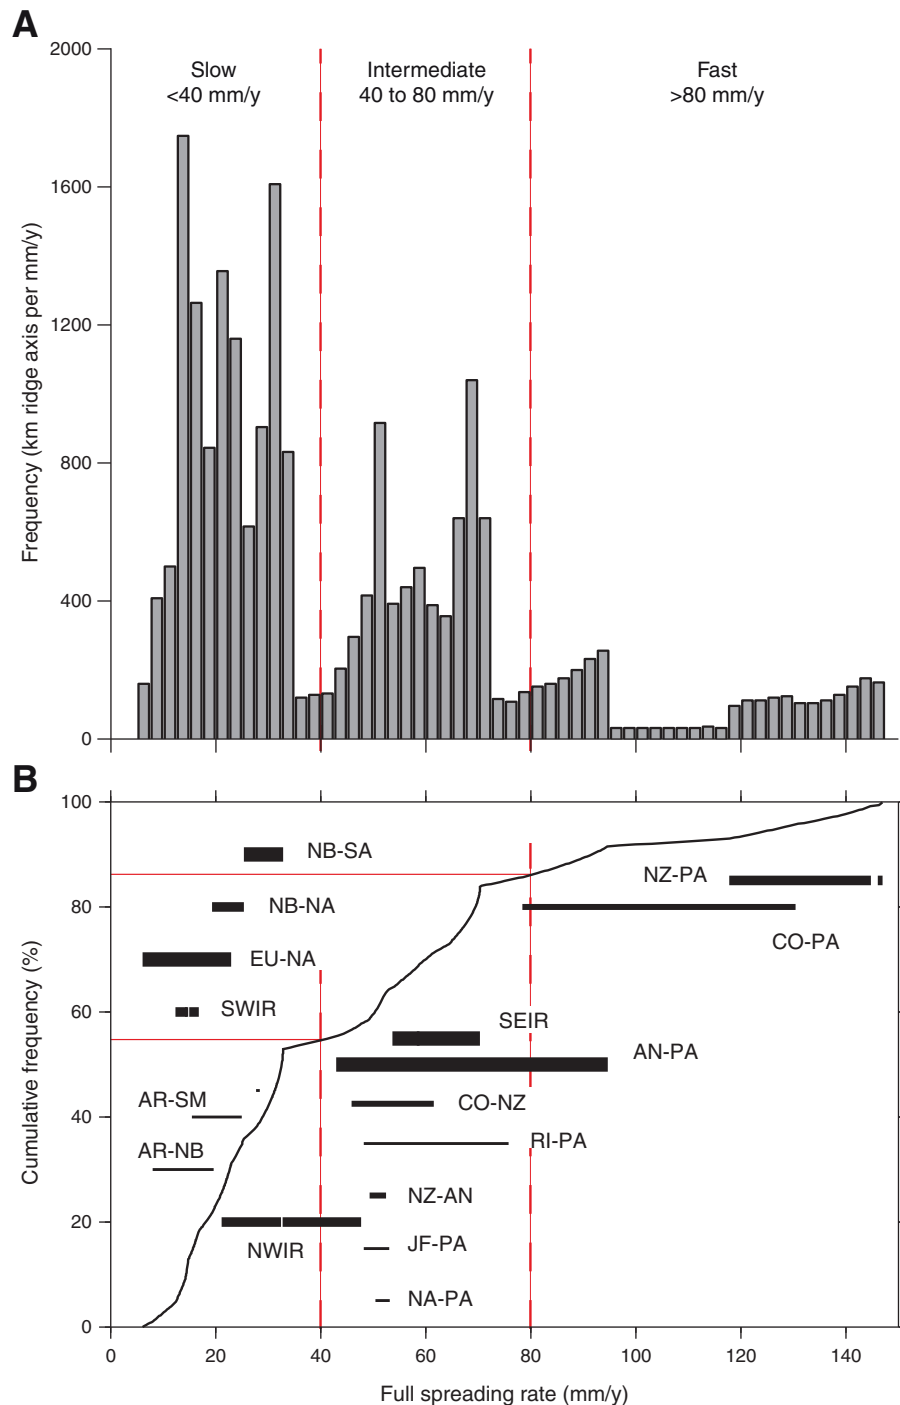 A
2000
1600
1200
800
400
0
Frequency (km ridge axis per mm/y)
Slow
<40 mm/y
Intermediate
40 to 80 mm/y
Fast
>80 mm/y
B
100
80
60
40
20
0
Cumulative frequency (%)
NB-SA
NZ-PA
NB-NA
CO-PA
EU-NA
SWIR
SEIR
AN-PA
AR-SM
CO-NZ
RI-PA
AR-NB
NZ-AN
NWIR
JF-PA
NA-PA
0 20 40 60 80 100 120 140
Full spreading rate (mm/y)